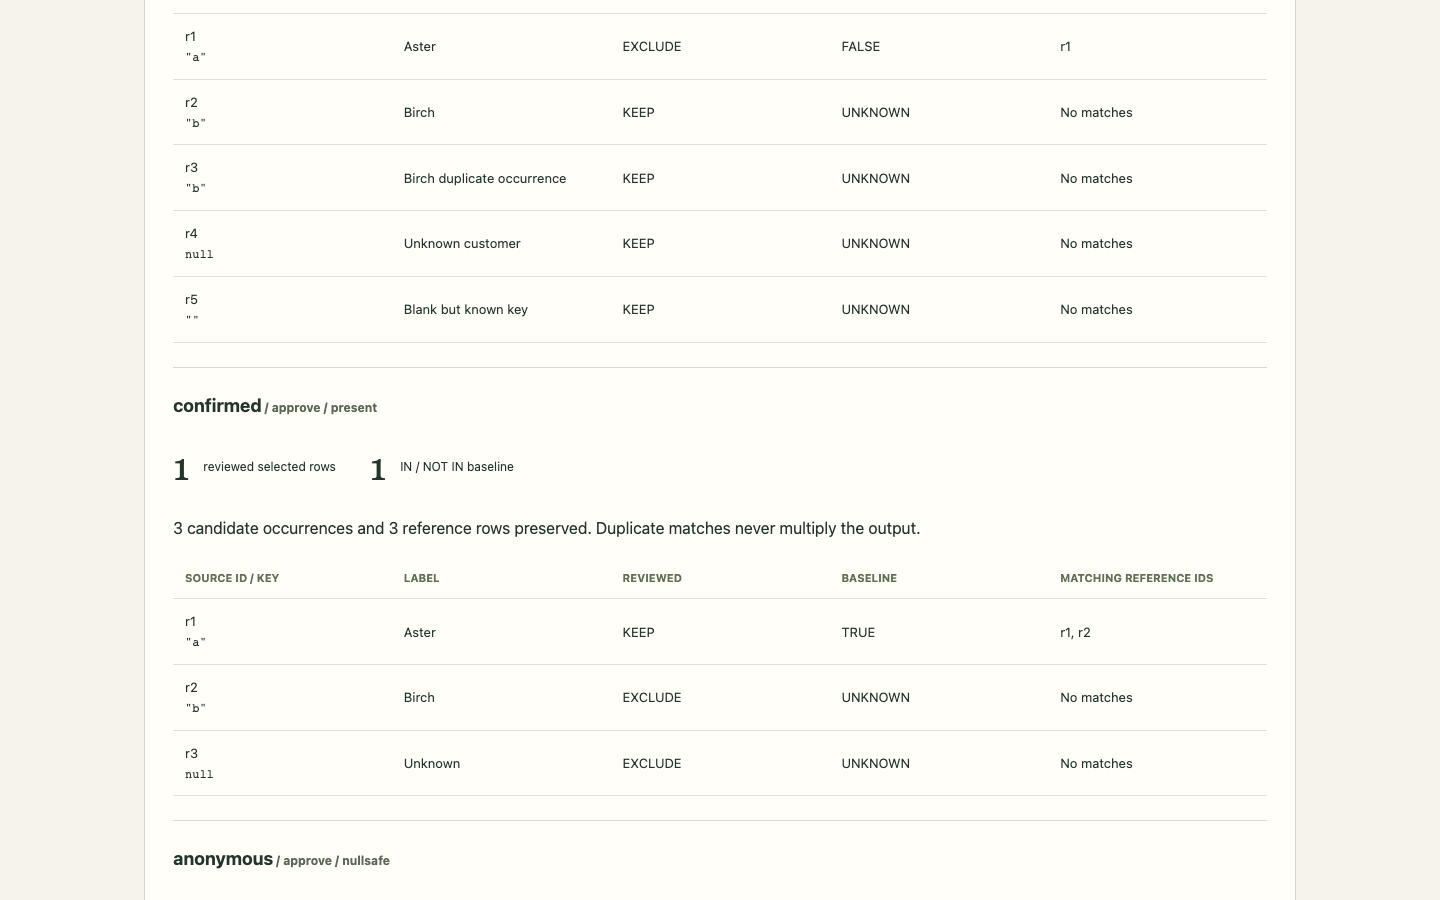 r1
"a"
Aster
EXCLUDE
FALSE
r1
r2
"b"
Birch
KEEP
UNKNOWN
No matches
r3
"b"
Birch duplicate occurrence
KEEP
UNKNOWN
No matches
r4
null
Unknown customer
KEEP
UNKNOWN
No matches
r5
""
Blank but known key
KEEP
UNKNOWN
No matches
confirmed / approve / present
1 reviewed selected rows 1 IN / NOT IN baseline
3 candidate occurrences and 3 reference rows preserved. Duplicate matches never multiply the output.
SOURCE ID / KEY LABEL REVIEWED BASELINE MATCHING REFERENCE IDS
r1
"a"
Aster
KEEP
TRUE
r1, r2
r2
"b"
Birch
EXCLUDE
UNKNOWN
No matches
r3
null
Unknown
EXCLUDE
UNKNOWN
No matches
anonymous / approve / nullsafe